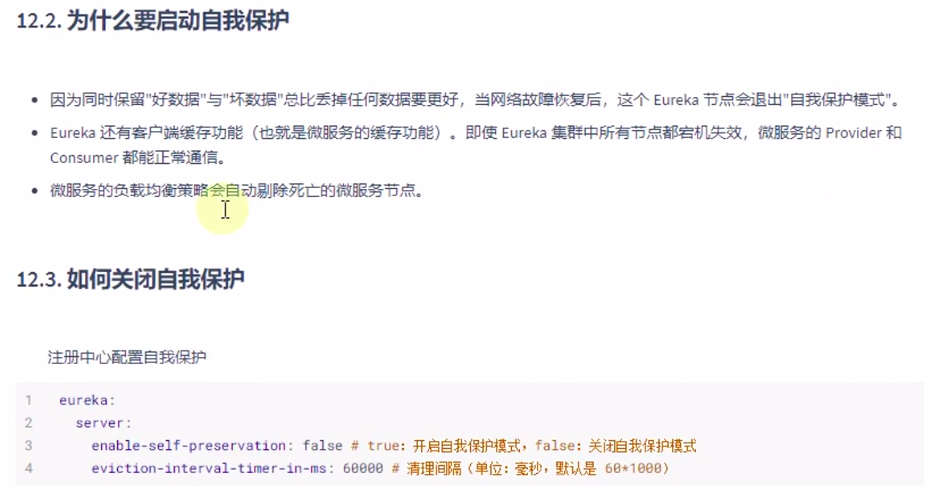 12.2. 为什么要启动自我保护
因为同时保留"好数据"与"坏数据"总比丢掉任何数据要更好，当网络故障恢复后，这个 Eureka 节点会退出"自我保护模式"。
Eureka 还有客户端缓存功能（也就是微服务的缓存功能）。即使 Eureka 集群中所有节点都宕机失效，微服务的 Provider 和
Consumer 都能正常通信。
微服务的负载均衡策略会自动剔除死亡的微服务节点。
12.3. 如何关闭自我保护
注册中心配置自我保护
1 eureka:
2 server:
3 enable-self-preservation: false # true: 开启自我保护模式，false: 关闭自我保护模式
4 eviction-interval-timer-in-ms: 60000 # 清理间隔（单位：毫秒，默认是 60*1000）